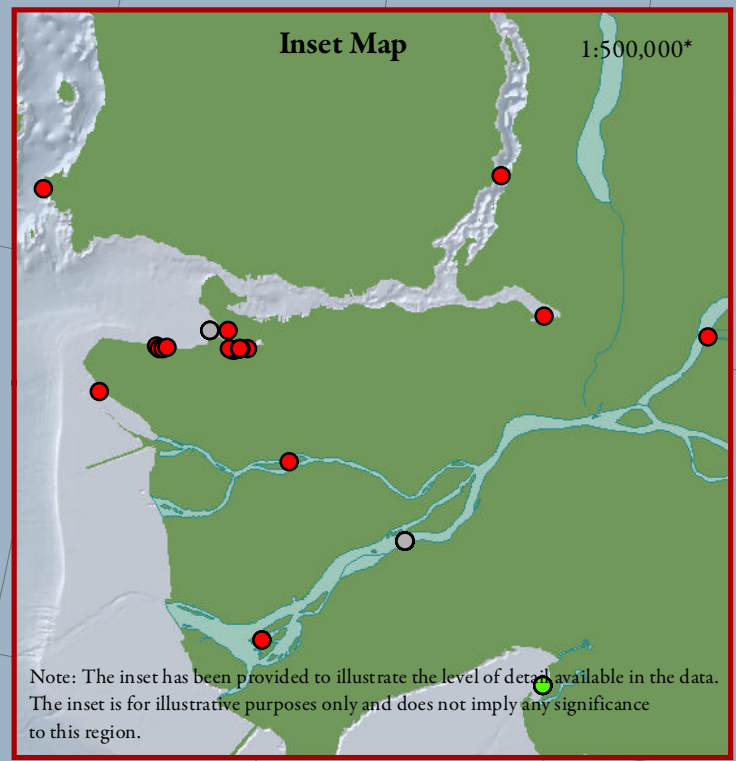 Inset Map
1:500,000*
Note: The inset has been provided to illustrate the level of detail available in the data.
The inset is for illustrative purposes only and does not imply any significance
to this region.